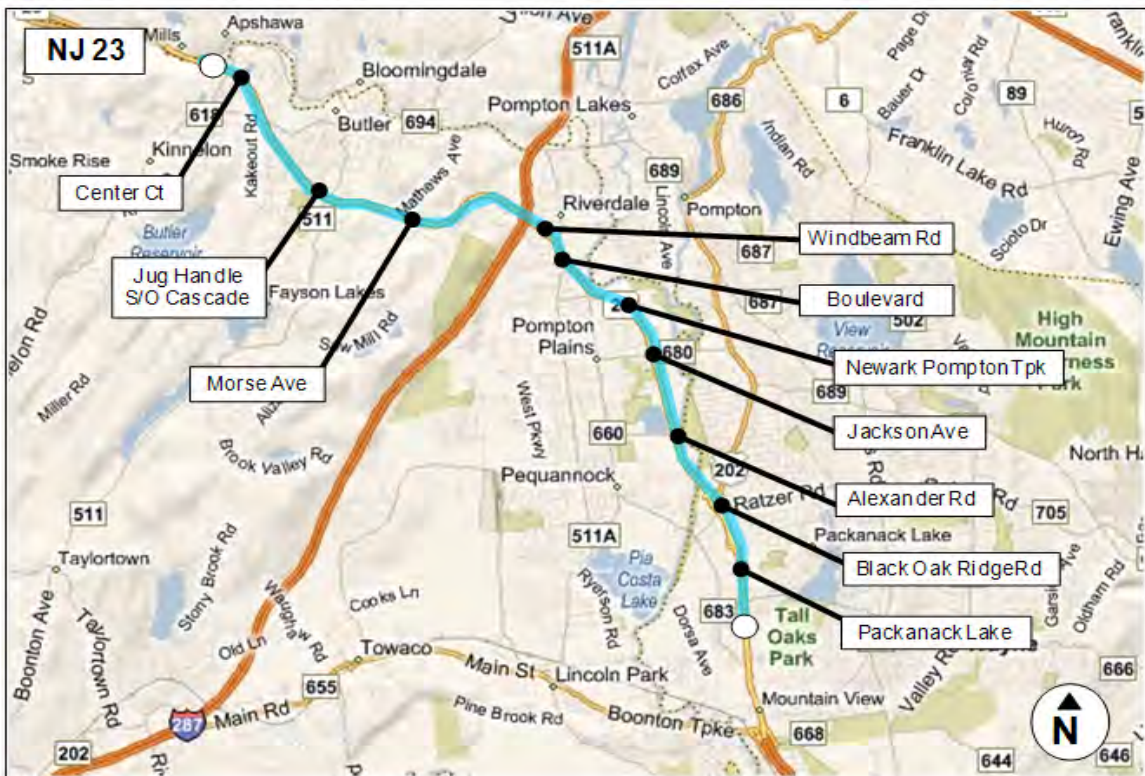 NJ 23
Mills
Apshawa
Bloomingdale
618
Kinnelon
Smoke Rise
Kakeout Rd
Butler
694
Center Ct
511
Mathews Ave
Butler
Reservoir
Jug Handle
S/O Cascade
Fayson Lakes
Morse Ave
Miller Rd
Brook Valley Rd
511
Taylortown
Stony Brook Rd
Boonton Ave
Taylortown Rd
Old Ln
Waughaw Rd
Cooks Ln
Towaco
655
Main Rd
287
202
Main St
Lincoln Park
Pine Brook Rd
Boonton Tpke
511A
Pompton Lakes
Colfax Ave
686
6
Page Dr
Bauer Dr
Colonial Rd
89
Huron Rd
Indian Rd
Franklin Lake
Rd
Ewing Ave
Scioto Dr
689
Lincoln Ave
Pompton
Riverdale
687
Windbeam Rd
687
Boulevard
502
High
Mountain
Park
Pompton
Plains
680
Newark Pompton Tpk
689
West Pkwy
660
Jackson Ave
Pequannock
202
Ratzer Rd
Alexander Rd
705
511A
Pia
Costa
Lake
Ryerson Rd
Packanack Lake
Black Oak Ridge Rd
Oldham Rd
Dorsa Ave
683
Tall
Oaks
Park
Packanack Lake
Valley Rd
666
Mountain View
668
644
646
N